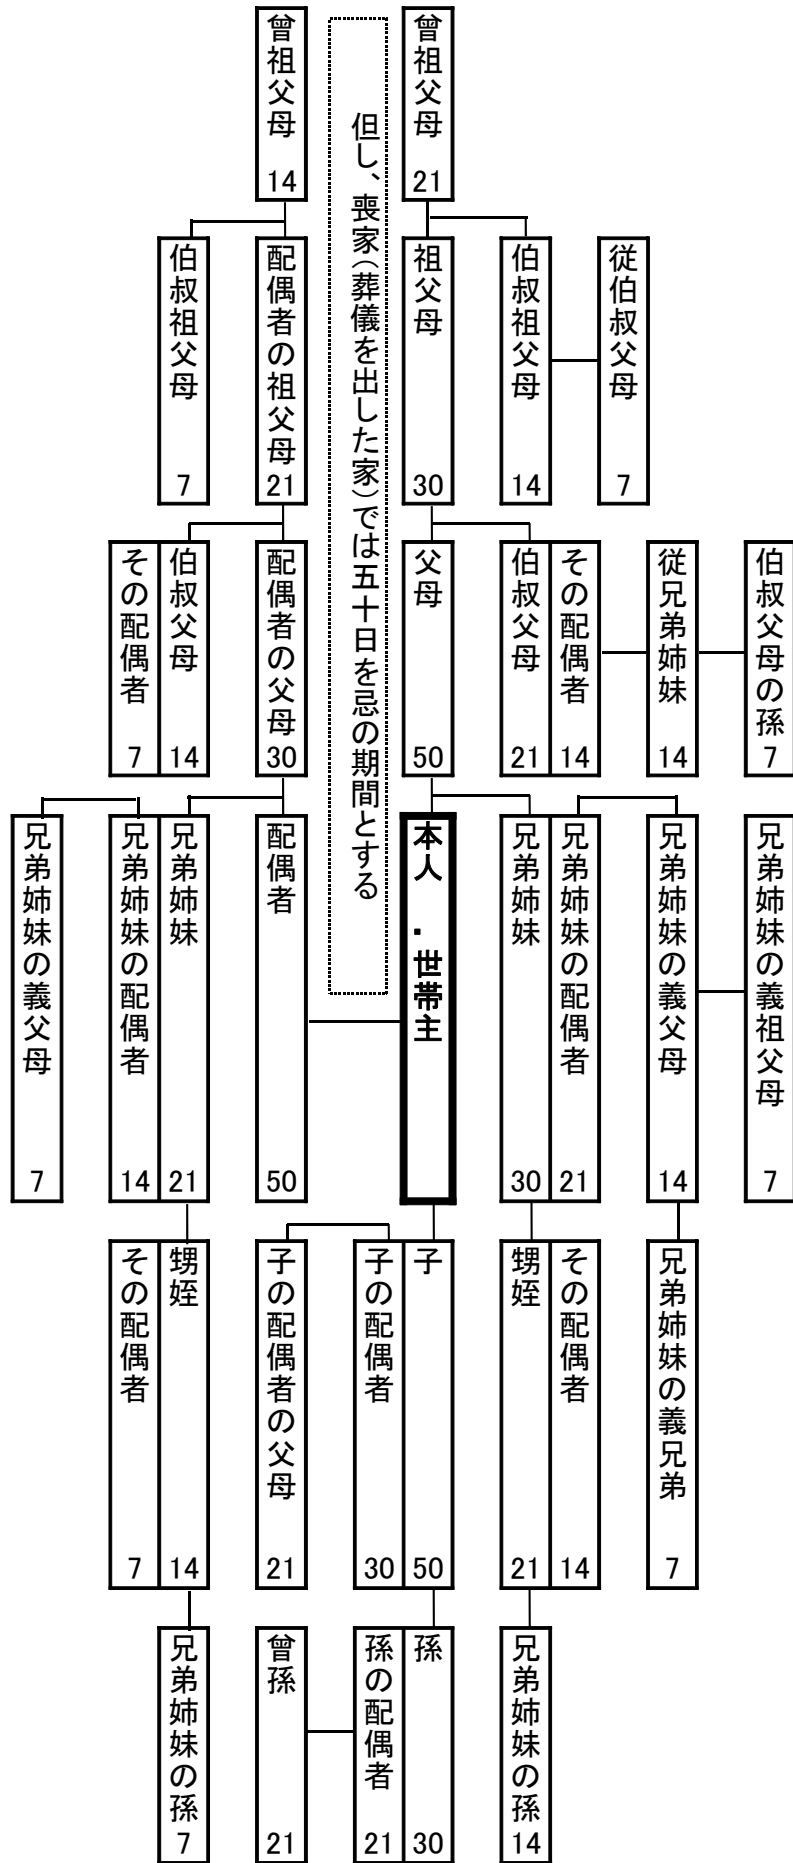 曾祖父母 21
曾祖父母 14
但し、喪家(葬儀を出した家)では五十日を忌の期間とする
従伯叔父母 7
伯叔祖父母 14
祖父母 30
配偶者の祖父母 21
伯叔祖父母 7
伯叔父母の孫 7
従兄弟姉妹 14
その配偶者 14
伯叔父母 21
父母 50
配偶者の父母 30
伯叔父母 14
その配偶者 7
兄弟姉妹の義祖父母 7
兄弟姉妹の義父母 14
兄弟姉妹の配偶者 21
兄弟姉妹 30
本人・世帯主
配偶者 50
兄弟姉妹 21
兄弟姉妹の配偶者 14
兄弟姉妹の義父母 7
兄弟姉妹の義兄弟 7
その配偶者 14
甥姪 21
子 50
子の配偶者 30
子の配偶者の父母 21
甥姪 14
その配偶者 7
兄弟姉妹の孫 14
孫 30
孫の配偶者 21
曾孫 21
兄弟姉妹の孫 7